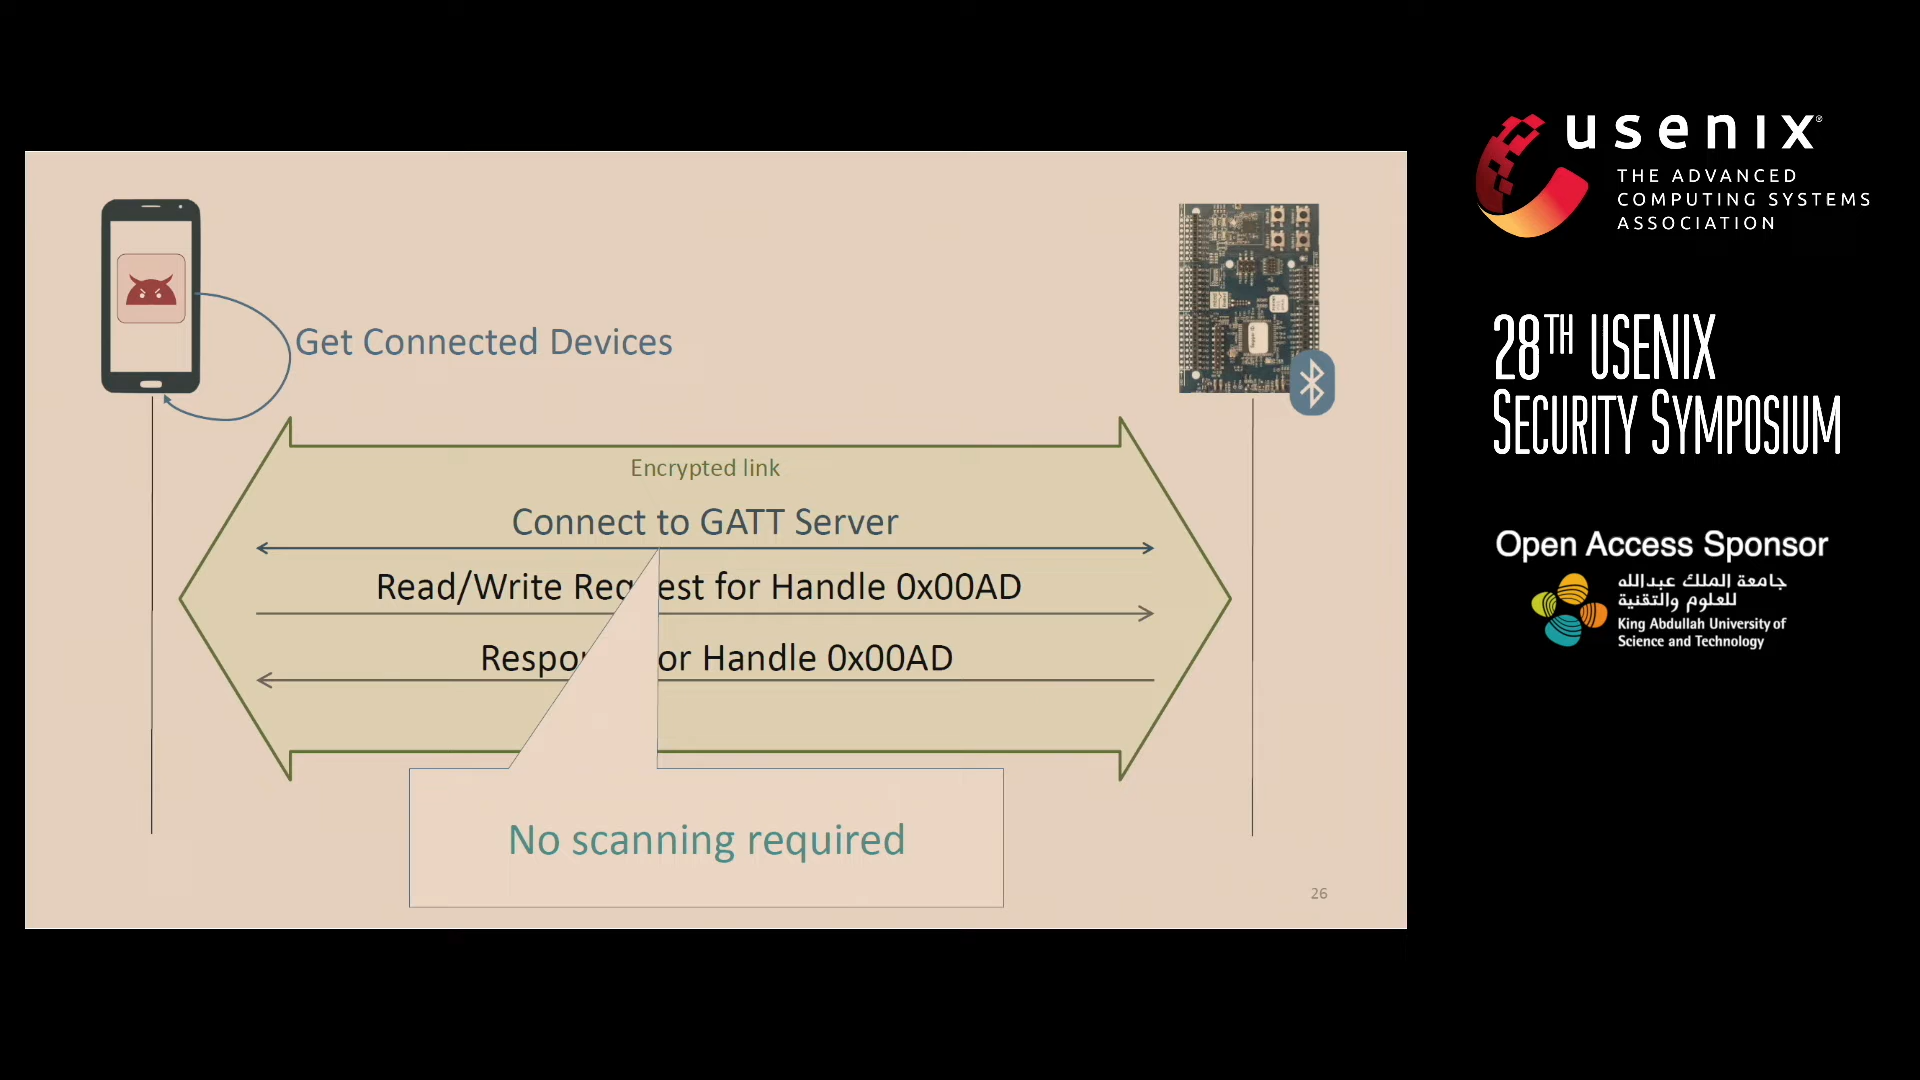 Get Connected Devices
Encrypted link
Connect to GATT Server
Read/Write Req est for Handle 0x00AD
Respo or Handle 0x00AD
No scanning required
26
usenix®
THE ADVANCED
COMPUTING SYSTEMS
ASSOCIATION
28TH USENIX
SECURITY SYMPOSIUM
Open Access Sponsor
جامعة الملك عبدالله
للعلوم والتقنية
King Abdullah University of
Science and Technology